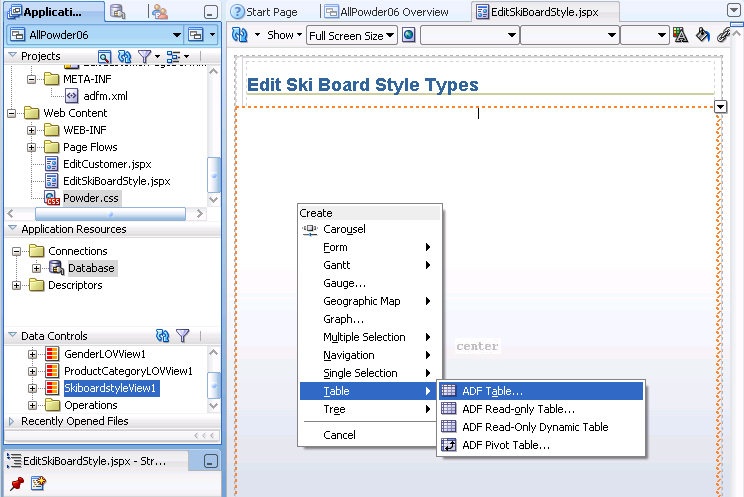 Applicati...
AllPowder06
Projects
META-INF
adfm.xml
Web Content
WEB-INF
Page Flows
EditCustomer.jspx
EditSkiBoardStyle.jspx
Powder.css
Application Resources
Connections
Database
Descriptors
Data Controls
GenderLOVView1
ProductCategoryLOVView1
SkiboardstyleView1
Operations
Recently Opened Files
EditSkiBoardStyle.jspx - Str...
Start Page
AllPowder06 Overview
EditSkiBoardStyle.jspx
Show
Full Screen Size
Edit Ski Board Style Types
center
Create
Carousel
Form
Gantt
Gauge...
Geographic Map
Graph...
Multiple Selection
Navigation
Single Selection
Table
Tree
Cancel
ADF Table...
ADF Read-only Table...
ADF Read-Only Dynamic Table
ADF Pivot Table...